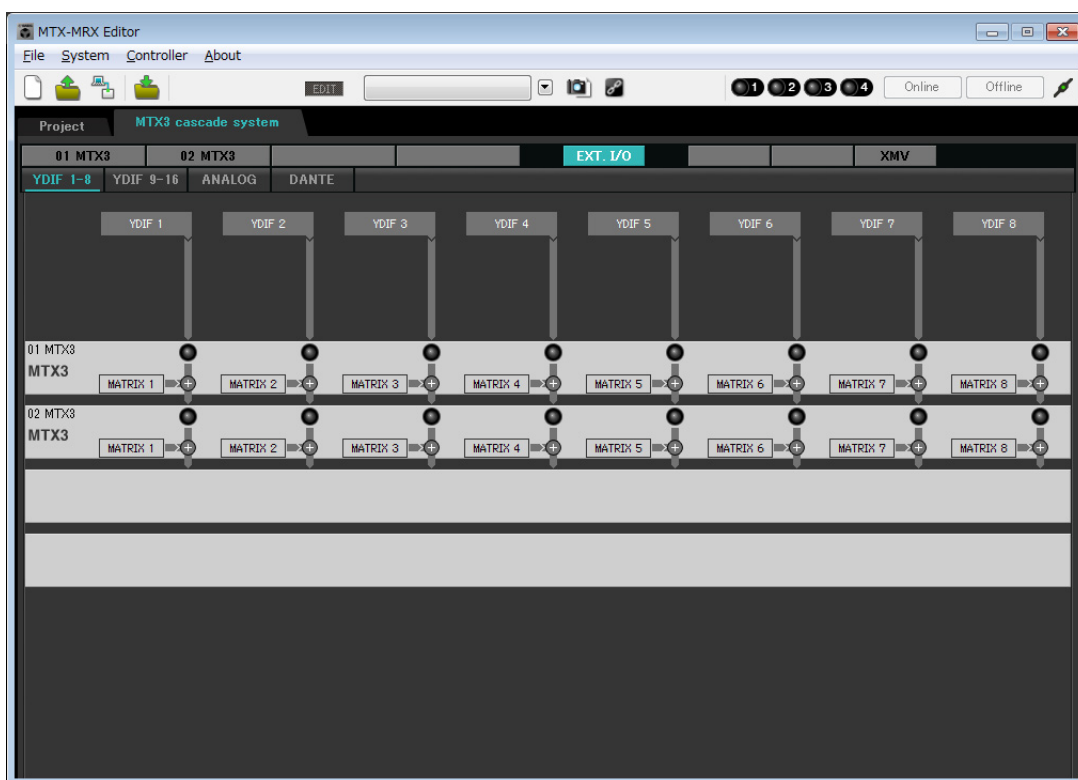 MTX-MRX Editor
File System Controller About
EDIT 1 2 3 4 Online Offline
Project MTX3 cascade system
01 MTX3 02 MTX3 EXT. I/O XMV
YDIF 1-8 YDIF 9-16 ANALOG DANTE
YDIF 1 YDIF 2 YDIF 3 YDIF 4 YDIF 5 YDIF 6 YDIF 7 YDIF 8
01 MTX3
MTX3
MATRIX 1 MATRIX 2 MATRIX 3 MATRIX 4 MATRIX 5 MATRIX 6 MATRIX 7 MATRIX 8
02 MTX3
MTX3
MATRIX 1 MATRIX 2 MATRIX 3 MATRIX 4 MATRIX 5 MATRIX 6 MATRIX 7 MATRIX 8